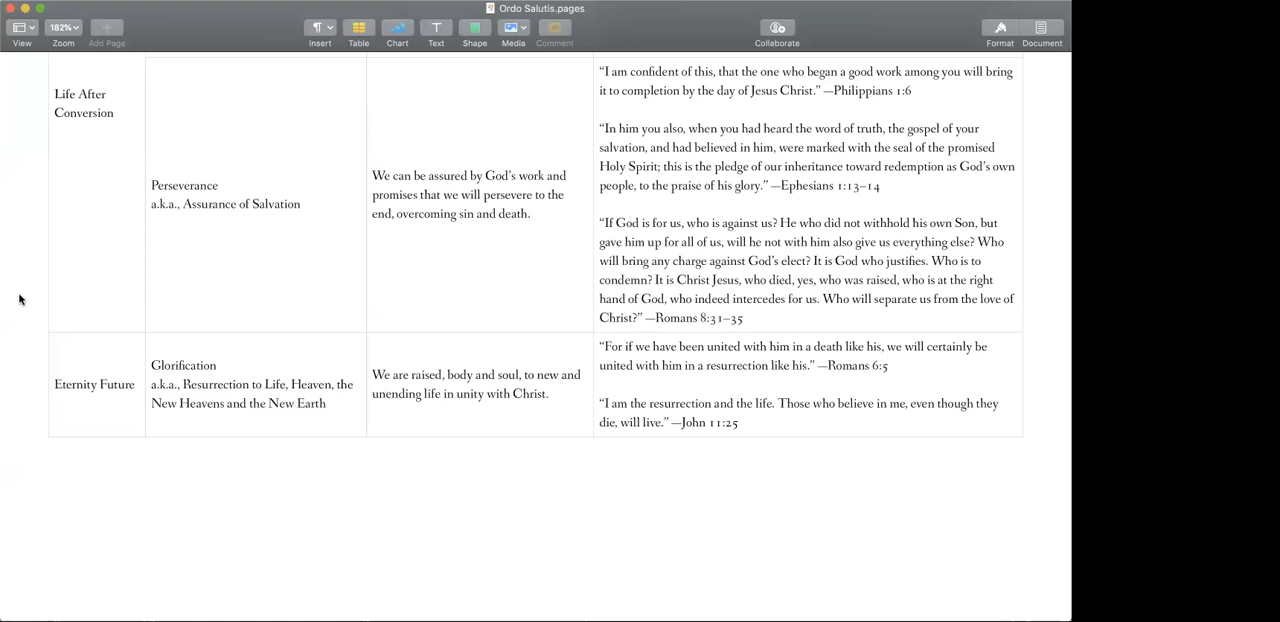 Ordo Salutis.pages
182%
View
Zoom
Add Page
Insert
Table
Chart
Text
Shape
Media
Comment
Collaborate
Format
Document
Life After
Conversion
Perseverance
a.k.a., Assurance of Salvation
We can be assured by God’s work and
promises that we will persevere to the
end, overcoming sin and death.
“I am confident of this, that the one who began a good work among you will bring
it to completion by the day of Jesus Christ.” —Philippians 1:6
“In him you also, when you had heard the word of truth, the gospel of your
salvation, and had believed in him, were marked with the seal of the promised
Holy Spirit; this is the pledge of our inheritance toward redemption as God’s own
people, to the praise of his glory.” —Ephesians 1:13–14
“If God is for us, who is against us? He who did not withhold his own Son, but
gave him up for all of us, will he not with him also give us everything else? Who
will bring any charge against God’s elect? It is God who justifies. Who is to
condemn? It is Christ Jesus, who died, yes, who was raised, who is at the right
hand of God, who indeed intercedes for us. Who will separate us from the love of
Christ?” —Romans 8:31–35
Eternity Future
Glorification
a.k.a., Resurrection to Life, Heaven, the
New Heavens and the New Earth
We are raised, body and soul, to new and
unending life in unity with Christ.
“For if we have been united with him in a death like his, we will certainly be
united with him in a resurrection like his.” —Romans 6:5
“I am the resurrection and the life. Those who believe in me, even though they
die, will live.” —John 11:25